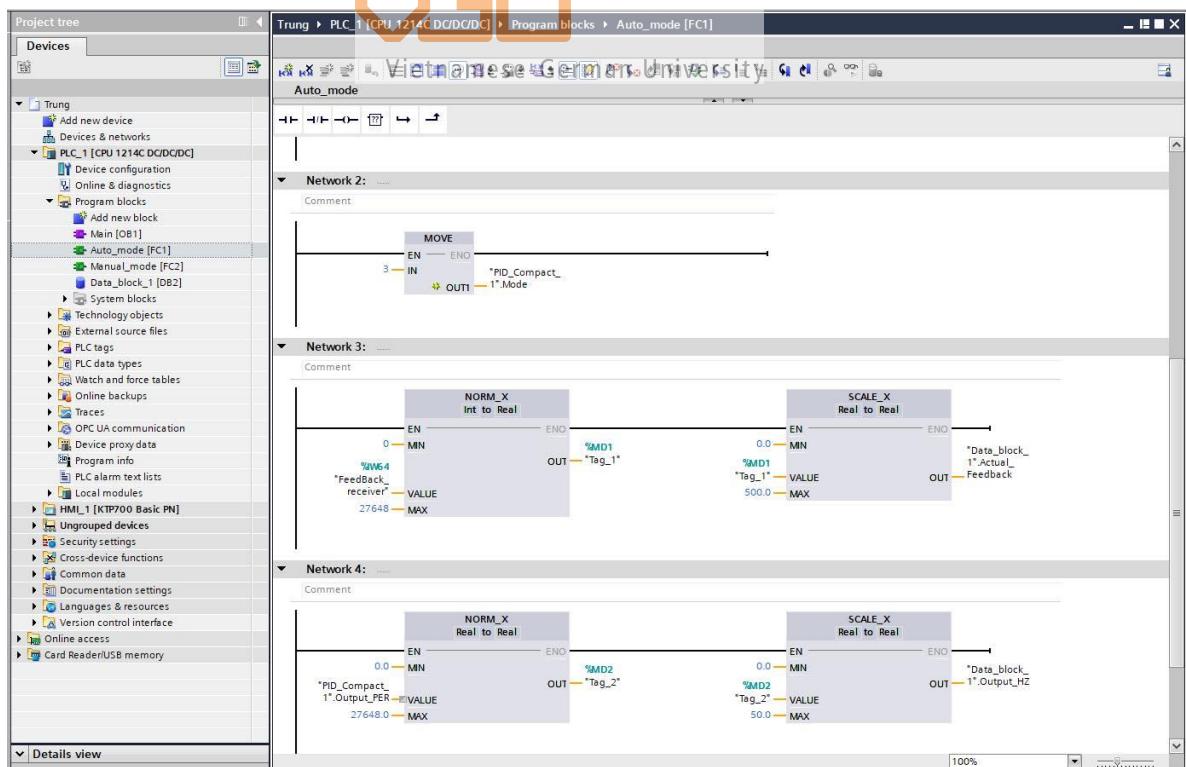 Project tree
Trung ▸ PLC_1 [CPU 1214C DC/DC/DC] ▸ Program blocks ▸ Auto_mode [FC1]
Devices
Vietnamese-German University
Auto_mode
Trung
Add new device
Devices & networks
PLC_1 [CPU 1214C DC/DC/DC]
Device configuration
Online & diagnostics
Program blocks
Add new block
Main [OB1]
Auto_mode [FC1]
Manual_mode [FC2]
Data_block_1 [DB2]
System blocks
Technology objects
External source files
PLC tags
PLC data types
Watch and force tables
Online backups
Traces
OPC UA communication
Device proxy data
Program info
PLC alarm text lists
Local modules
HMI_1 [KTP700 Basic PN]
Ungrouped devices
Security settings
Cross-device functions
Common data
Documentation settings
Languages & resources
Version control interface
Online access
Card Reader/USB memory
Details view
??
Network 2: .....
Comment
MOVE
EN ENO
3 IN
OUT1
"PID_Compact_
1".Mode
Network 3: .....
Comment
NORM_X
Int to Real
EN ENO
0 MIN
%IW64
"FeedBack_
receiver" VALUE
27648 MAX
%MD1
OUT "Tag_1"
SCALE_X
Real to Real
EN ENO
0.0 MIN
%MD1
"Tag_1" VALUE
500.0 MAX
OUT
"Data_block_
1".Actual_
Feedback
Network 4: .....
Comment
NORM_X
Real to Real
EN ENO
0.0 MIN
"PID_Compact_
1".Output_PER VALUE
27648.0 MAX
%MD2
OUT "Tag_2"
SCALE_X
Real to Real
EN ENO
0.0 MIN
%MD2
"Tag_2" VALUE
50.0 MAX
OUT
"Data_block_
1".Output_HZ
100%